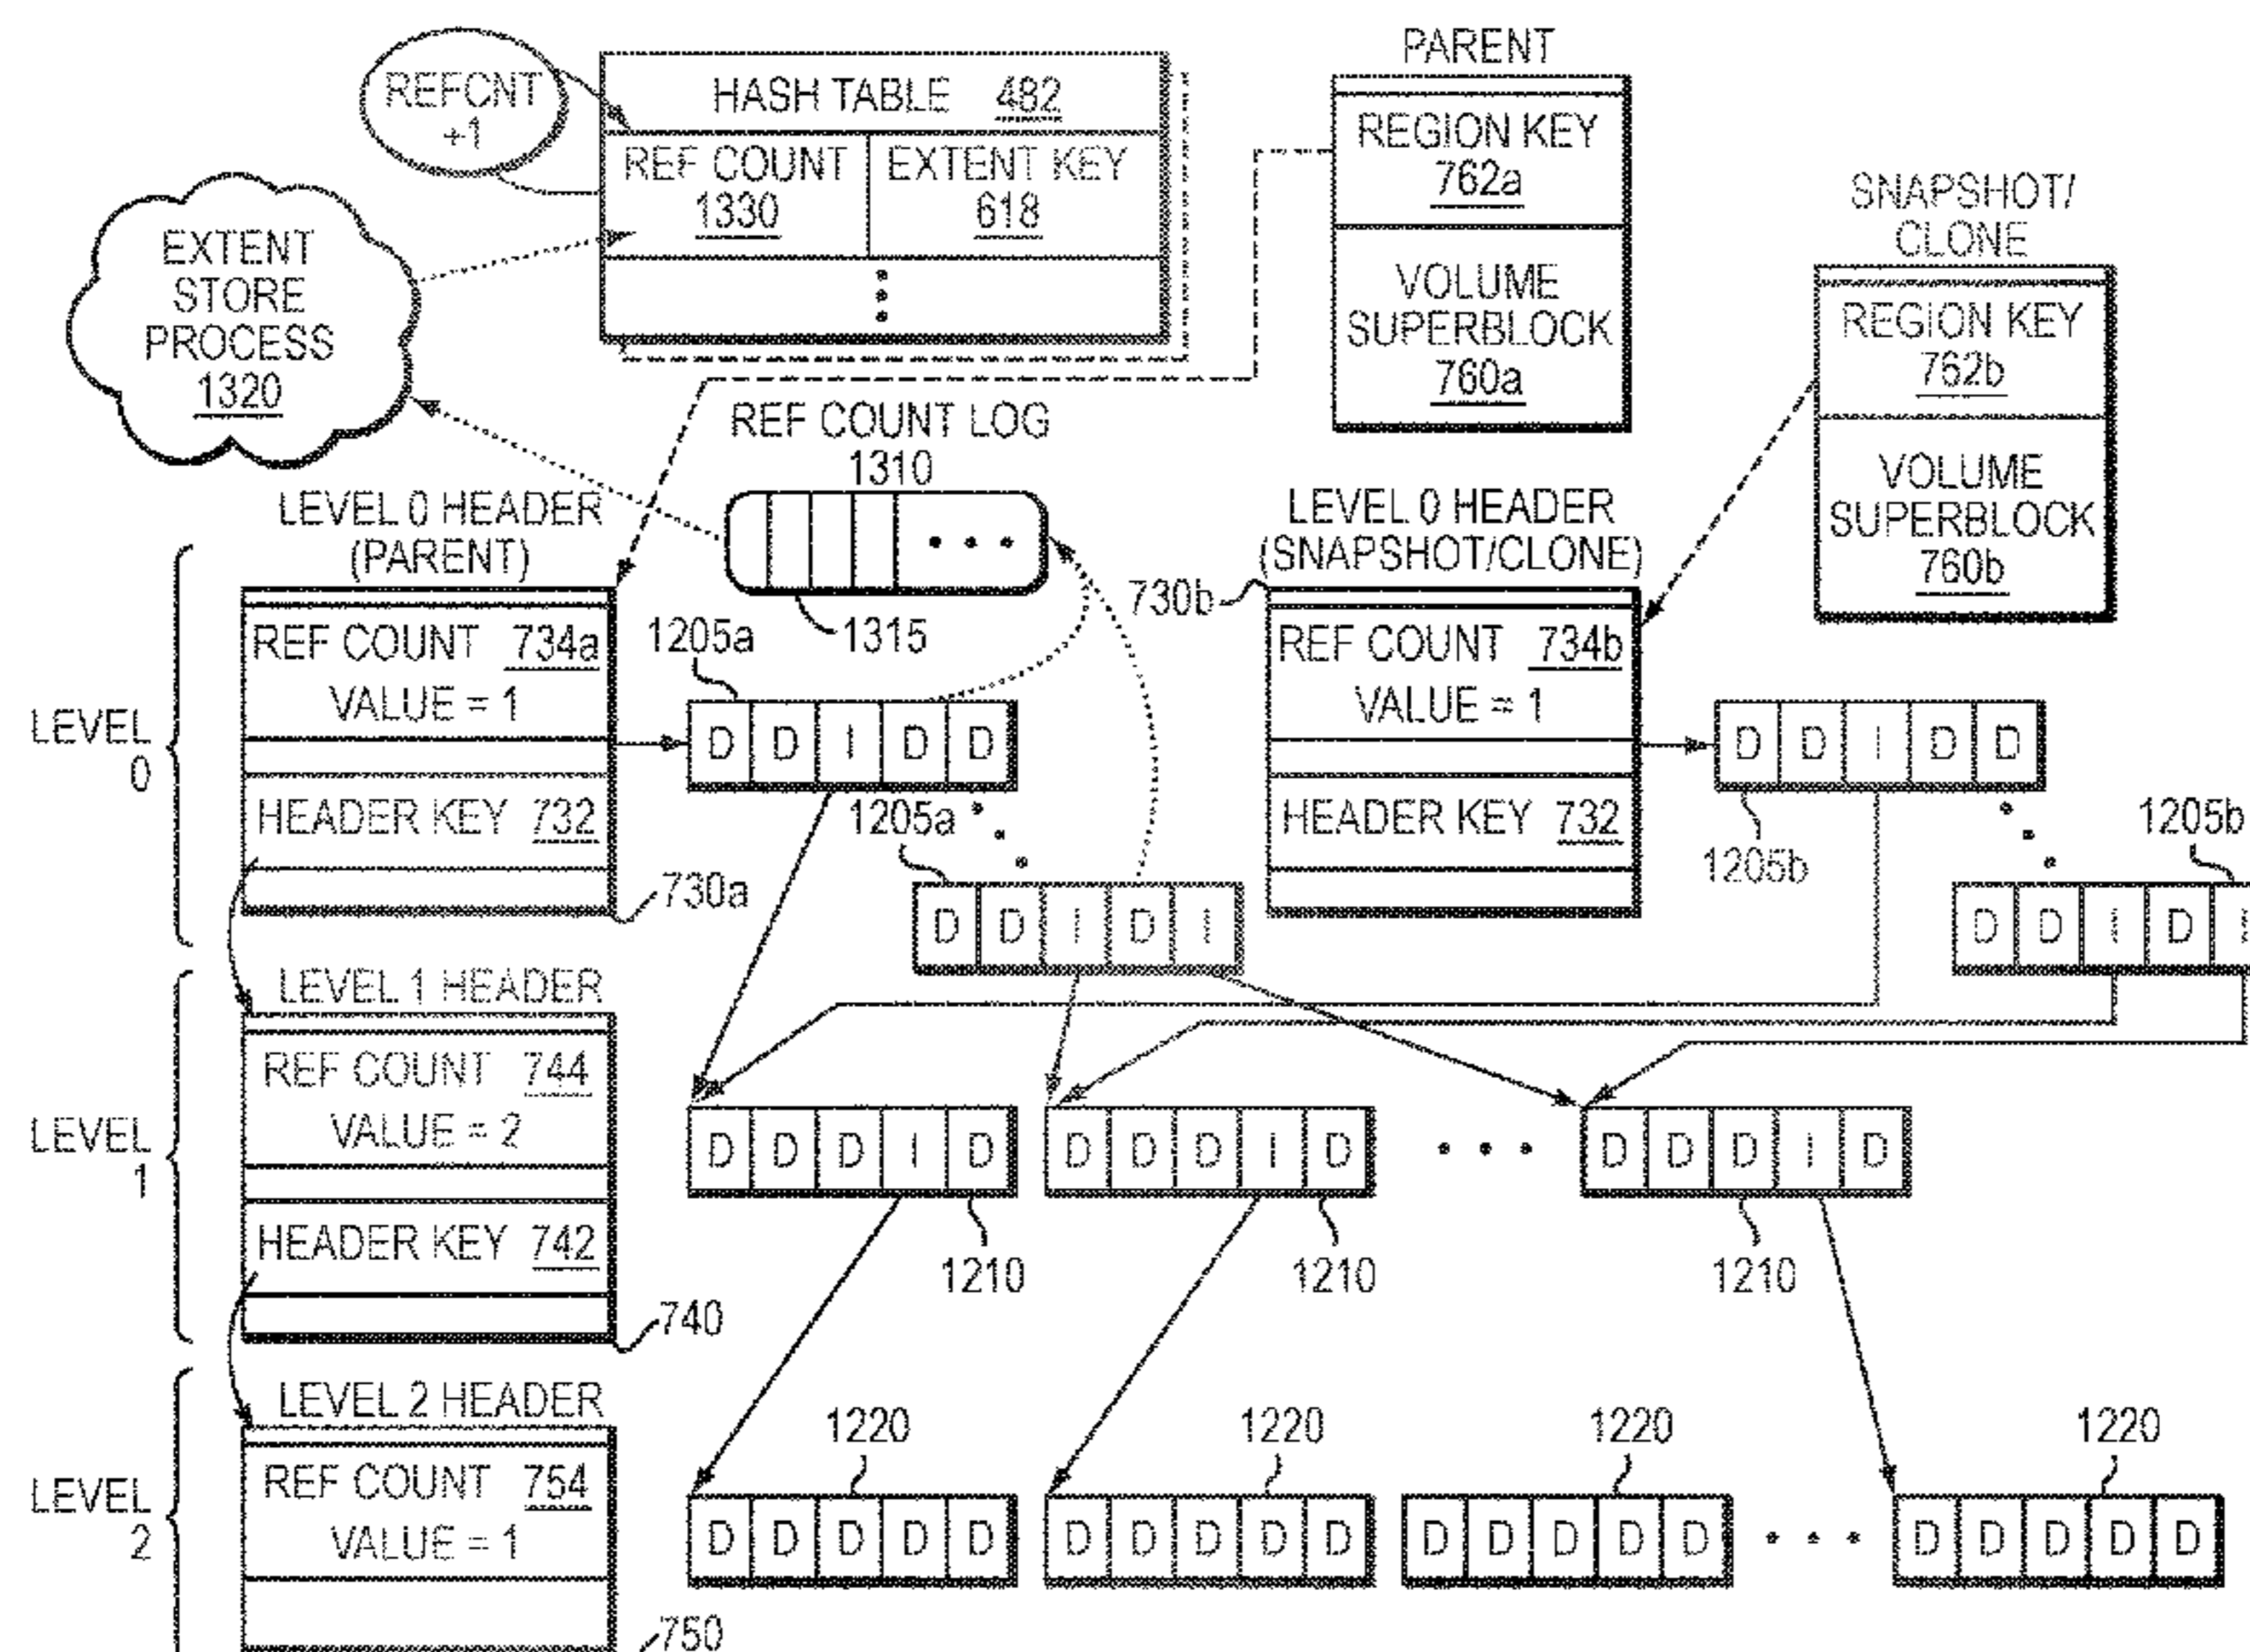 REFCNT
+1
HASH TABLE 482
REF COUNT
1330
EXTENT KEY
618
PARENT
REGION KEY
762a
VOLUME
SUPERBLOCK
760a
SNAPSHOT/
CLONE
REGION KEY
762b
VOLUME
SUPERBLOCK
760b
EXTENT
STORE
PROCESS
1320
REF COUNT LOG
1310
1315
LEVEL 0 HEADER
(PARENT)
LEVEL 0 HEADER
(SNAPSHOT/CLONE)
730b
LEVEL
0
REF COUNT 734a
VALUE = 1
HEADER KEY 732
730a
1205a
D D I D D
1205a
D D I D I
REF COUNT 734b
VALUE = 1
HEADER KEY 732
D D I D D
1205b
1205b
D D I D I
LEVEL
1
LEVEL 1 HEADER
REF COUNT 744
VALUE = 2
HEADER KEY 742
740
D D D I D
D D D I D
D D D I D
1210
1210
1210
LEVEL
2
LEVEL 2 HEADER
REF COUNT 754
VALUE = 1
750
1220
1220
1220
1220
D D D D D
D D D D D
D D D D D
D D D D D